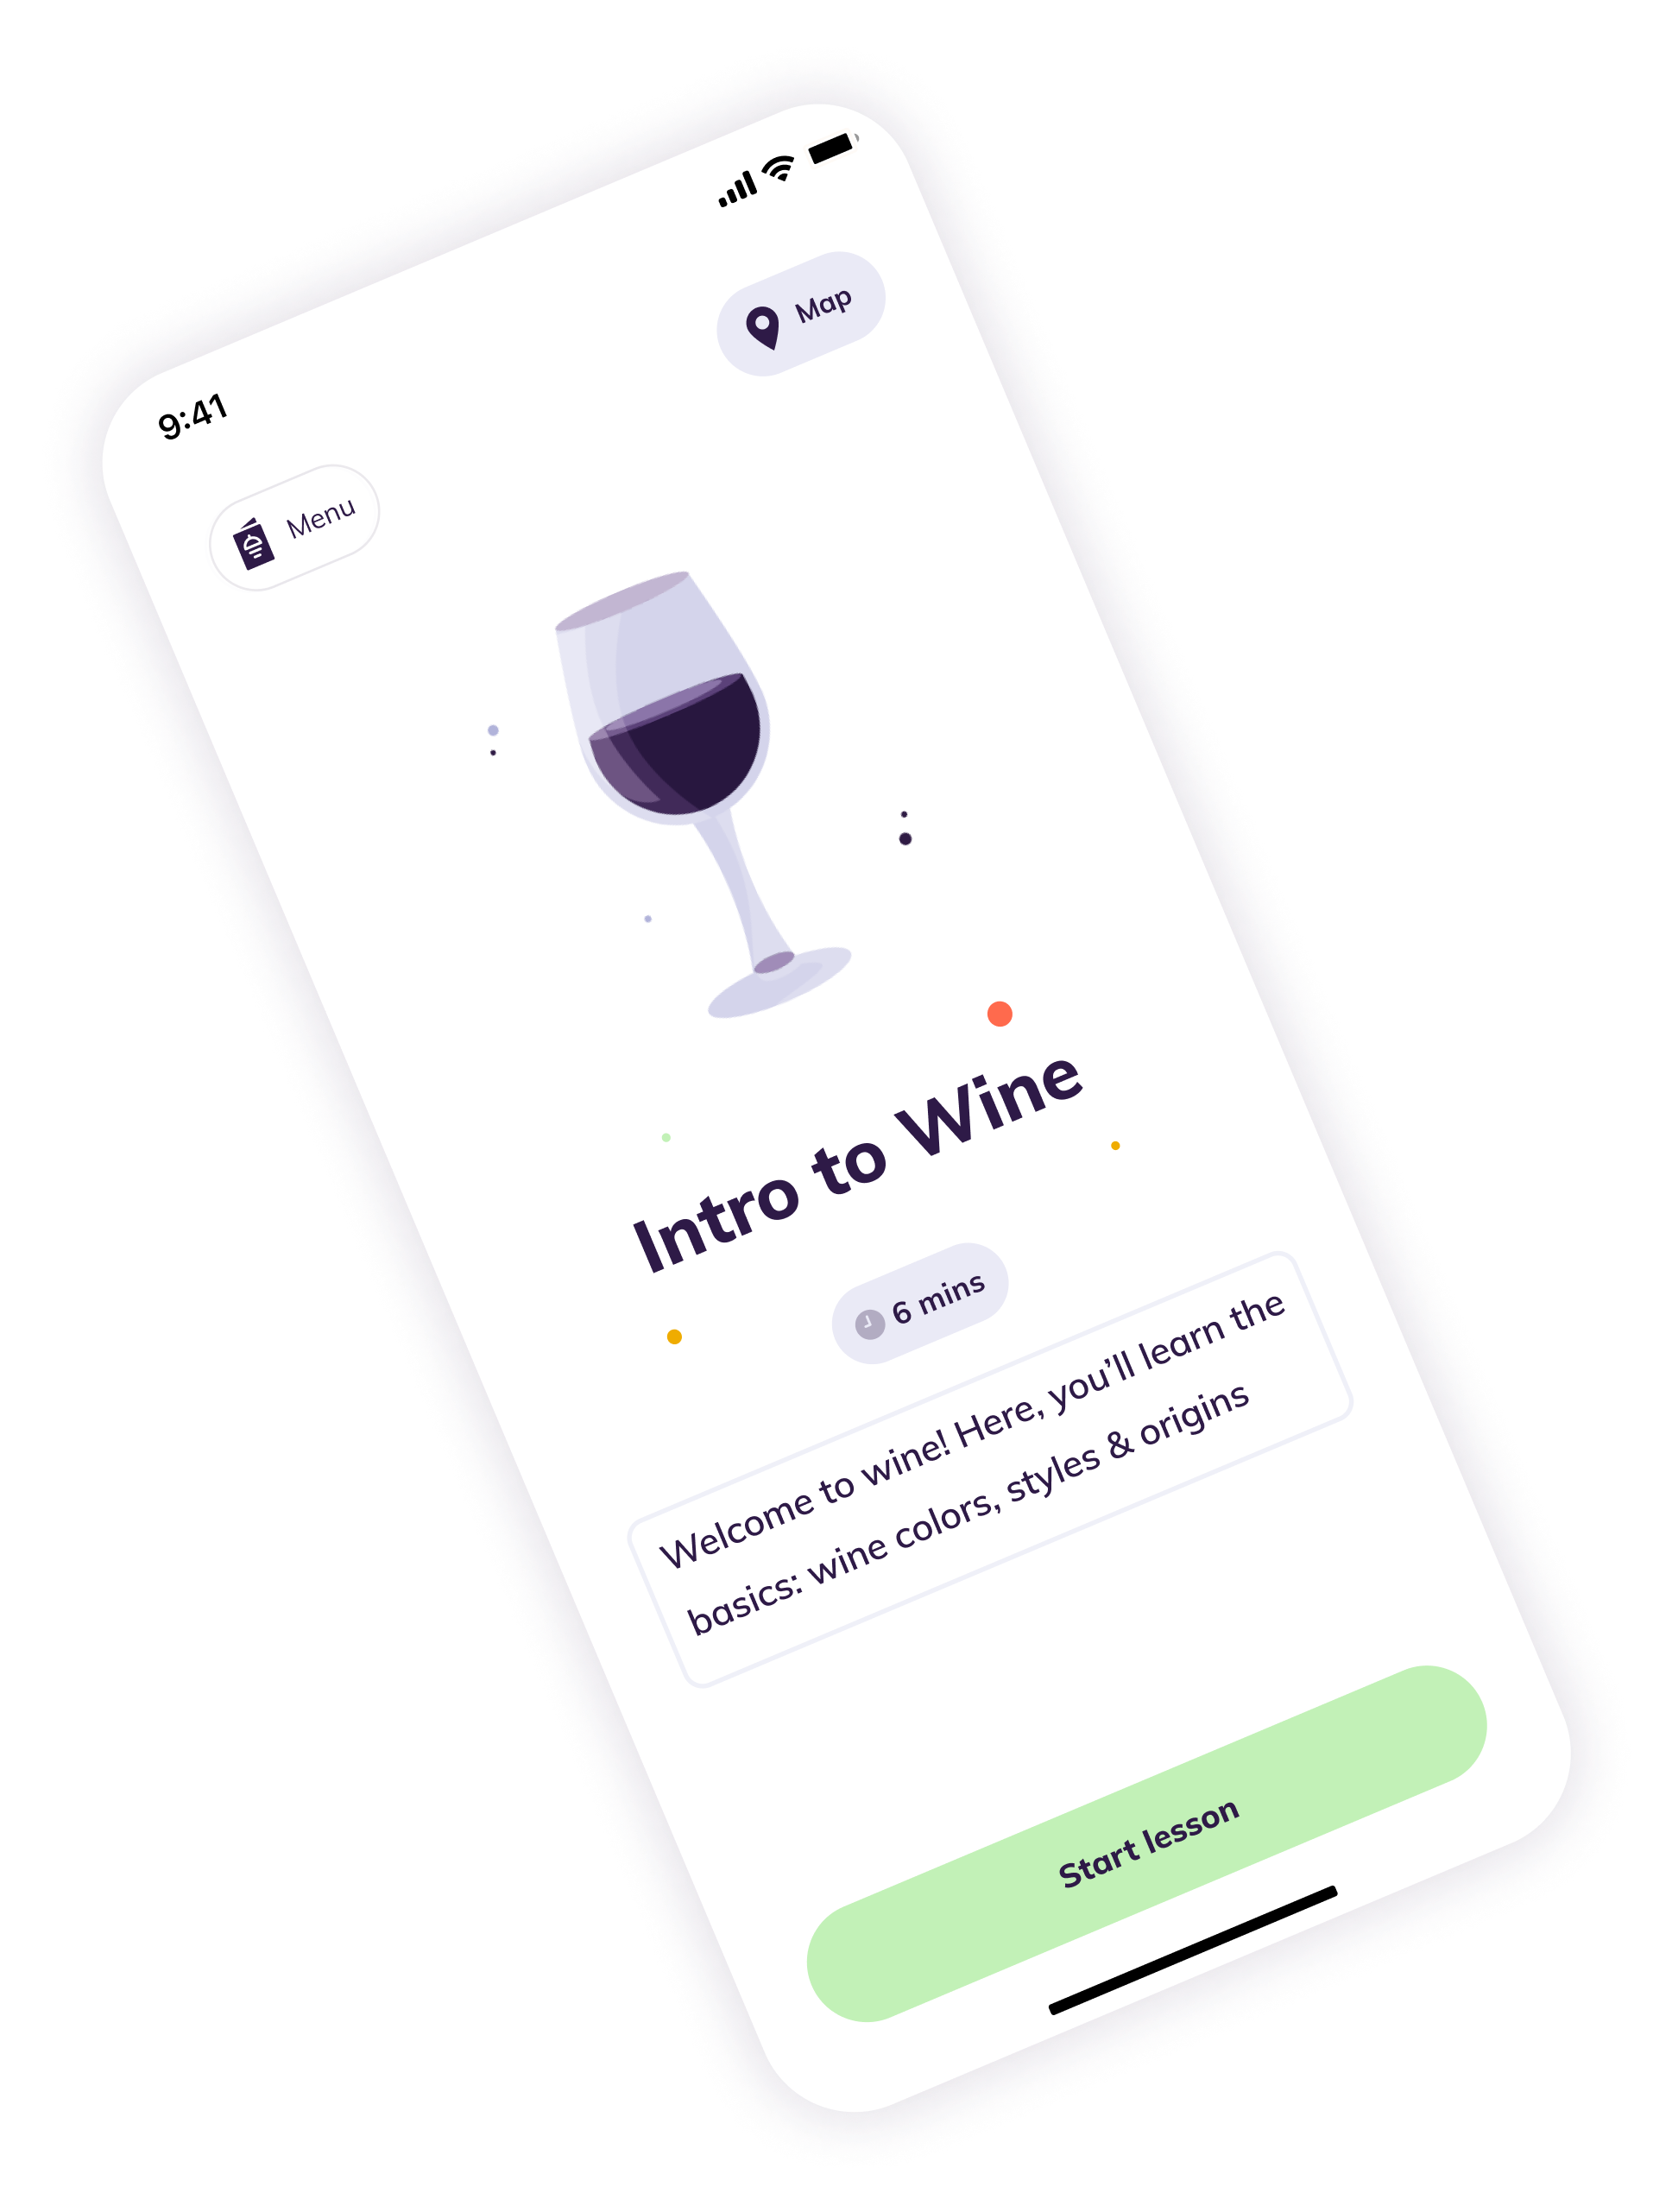 9:41
Menu
Map
Intro to Wine
6 mins
Welcome to wine! Here, you’ll learn the
basics: wine colors, styles & origins
Start lesson